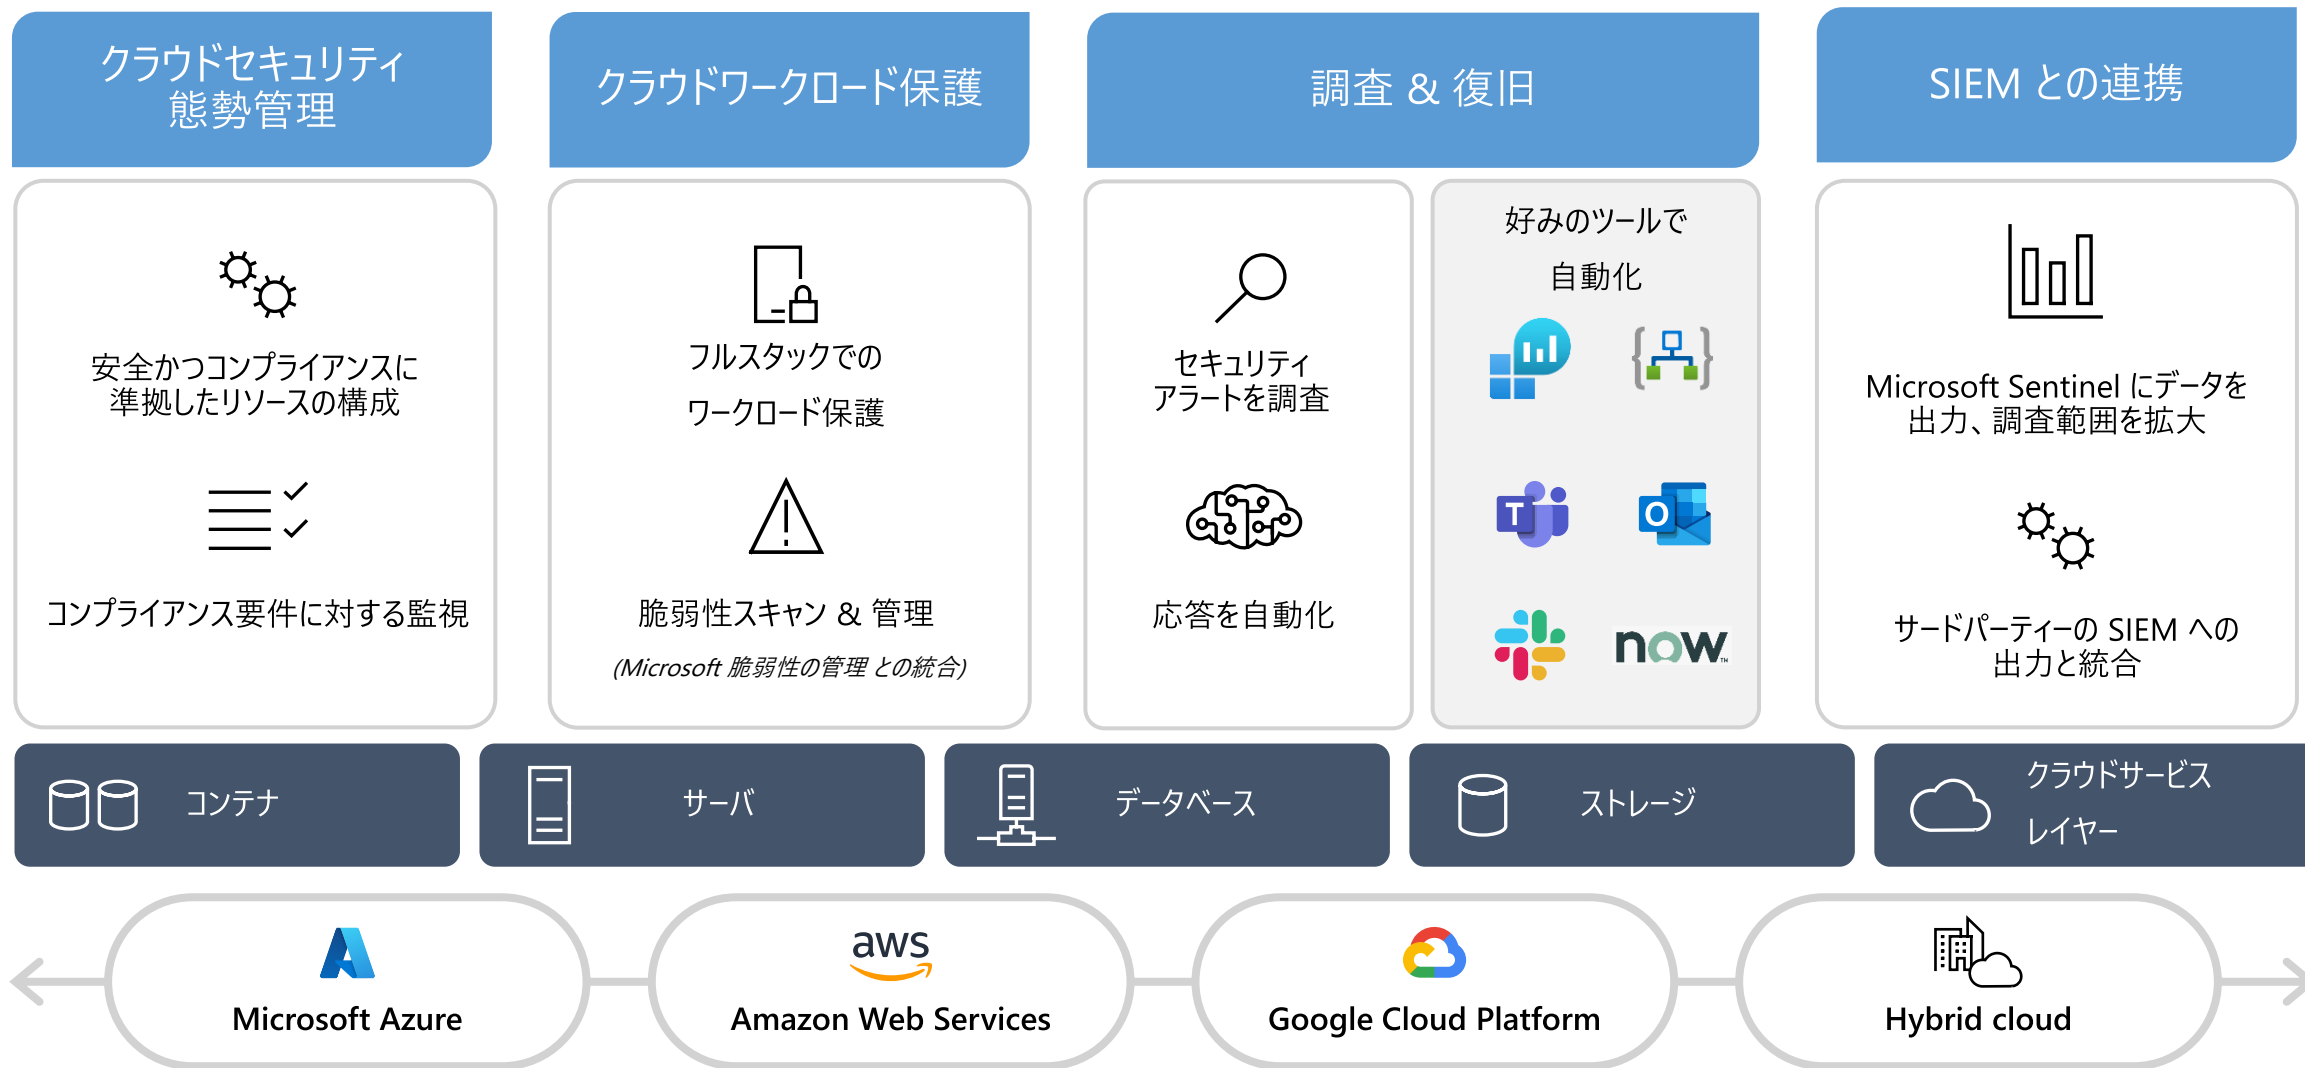 クラウドセキュリティ
態勢管理
クラウドワークロード保護
調査 & 復旧
SIEM との連携
安全かつコンプライアンスに
準拠したリソースの構成
コンプライアンス要件に対する監視
フルスタックでの
ワークロード保護
脆弱性スキャン & 管理
(Microsoft 脆弱性の管理 との統合)
セキュリティ
アラートを調査
応答を自動化
好みのツールで
自動化
T
O
now
TM
Microsoft Sentinel にデータを
出力、調査範囲を拡大
サードパーティーの SIEM への
出力と統合
コンテナ
サーバ
データベース
ストレージ
クラウドサービス
レイヤー
Microsoft Azure
aws
Amazon Web Services
Google Cloud Platform
Hybrid cloud